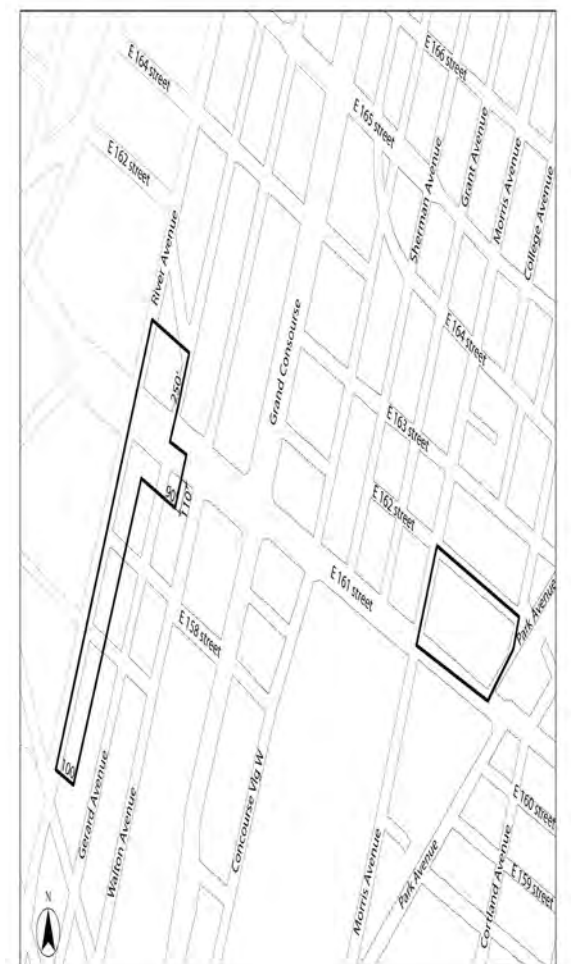 E 166 street
E 164 street
E 165 street
E 162 street
Grant Avenue
Morris Avenue
Sherman Avenue
College Avenue
River Avenue
E 164 street
Grand Consourse
250'
E 163 street
90'
110'
E 162 street
E 161 street
E 158 street
Park Avenue
100'
Gerard Avenue
Walton Avenue
Concourse Vlg W
E 160 street
E 159 street
Morris Avenue
Park Avenue
Cortland Avenue
N